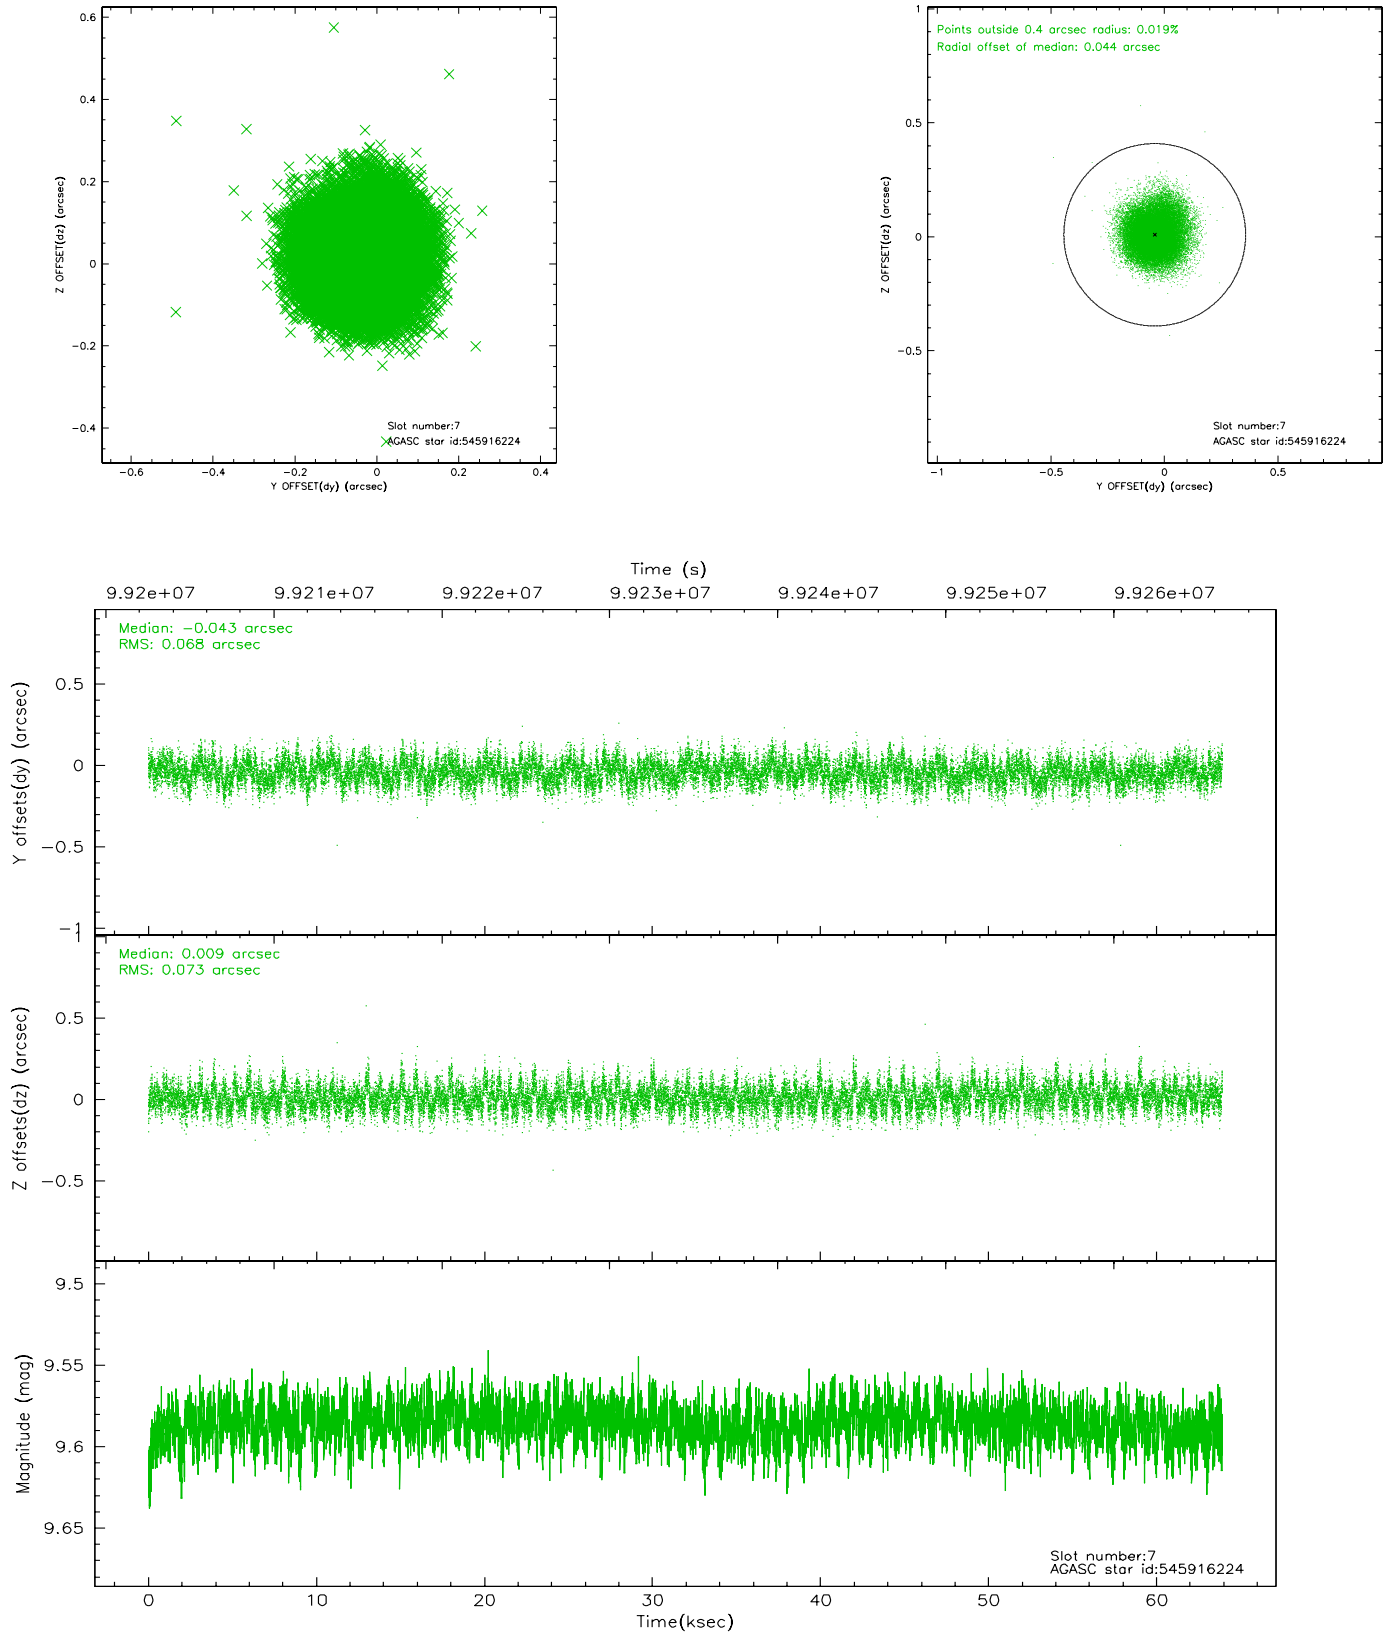 0.6
0.4
0.2
0
-0.2
-0.4
Z OFFSET(dz) (arcsec)
-0.6
-0.4
-0.2
0
0.2
0.4
Y OFFSET(dy) (arcsec)
Slot number:7
AGASC star id:545916224
Points outside 0.4 arcsec radius: 0.019%
Radial offset of median: 0.044 arcsec
1
0.5
0
-0.5
Z OFFSET(dz) (arcsec)
Slot number:7
AGASC star id:545916224
-1
-0.5
0
0.5
Y OFFSET(dy) (arcsec)
Time (s)
9.92e+07
9.921e+07
9.922e+07
9.923e+07
9.924e+07
9.925e+07
9.926e+07
Median: -0.043 arcsec
RMS: 0.068 arcsec
0.5
0
-0.5
-1
Y offsets(dy) (arcsec)
1
Median: 0.009 arcsec
RMS: 0.073 arcsec
0.5
0
-0.5
Z offsets(dz) (arcsec)
9.5
9.55
9.6
9.65
Magnitude (mag)
Slot number:7
AGASC star id:545916224
0
10
20
30
40
50
60
Time(ksec)